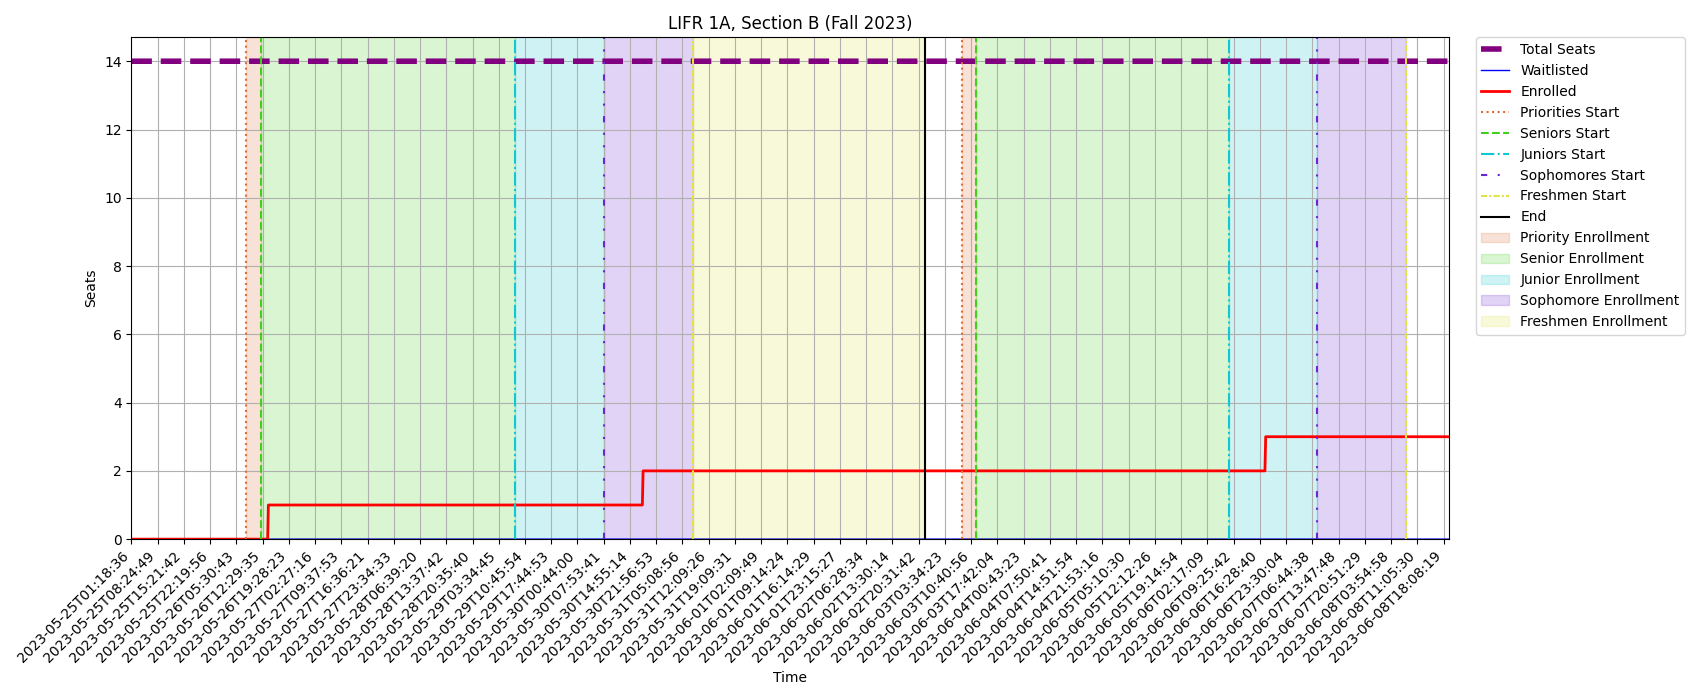 LIFR 1A, Section B (Fall 2023)
Seats
14
12
10
8
6
4
2
0
2023-05-25T01:18:36
2023-05-25T08:24:49
2023-05-25T15:21:42
2023-05-25T22:19:56
2023-05-26T05:30:43
2023-05-26T12:29:35
2023-05-26T19:28:23
2023-05-27T02:27:16
2023-05-27T09:37:53
2023-05-27T16:36:21
2023-05-27T23:34:33
2023-05-28T06:39:20
2023-05-28T13:37:42
2023-05-28T20:35:40
2023-05-29T03:34:45
2023-05-29T10:45:54
2023-05-29T17:44:53
2023-05-30T00:44:00
2023-05-30T07:53:41
2023-05-30T14:55:14
2023-05-30T21:56:53
2023-05-31T05:08:56
2023-05-31T12:09:26
2023-05-31T19:09:31
2023-06-01T02:09:49
2023-06-01T09:14:24
2023-06-01T16:14:29
2023-06-01T23:15:27
2023-06-02T06:28:34
2023-06-02T13:30:14
2023-06-02T20:31:42
2023-06-03T03:34:23
2023-06-03T10:40:56
2023-06-03T17:42:04
2023-06-04T00:43:23
2023-06-04T07:50:41
2023-06-04T14:51:54
2023-06-04T21:53:16
2023-06-05T05:10:30
2023-06-05T12:12:26
2023-06-05T19:14:54
2023-06-06T02:17:09
2023-06-06T09:25:42
2023-06-06T16:28:40
2023-06-06T23:30:04
2023-06-07T06:44:38
2023-06-07T13:47:48
2023-06-07T20:51:29
2023-06-08T03:54:58
2023-06-08T11:05:30
2023-06-08T18:08:19
Time
Total Seats
Waitlisted
Enrolled
Priorities Start
Seniors Start
Juniors Start
Sophomores Start
Freshmen Start
End
Priority Enrollment
Senior Enrollment
Junior Enrollment
Sophomore Enrollment
Freshmen Enrollment